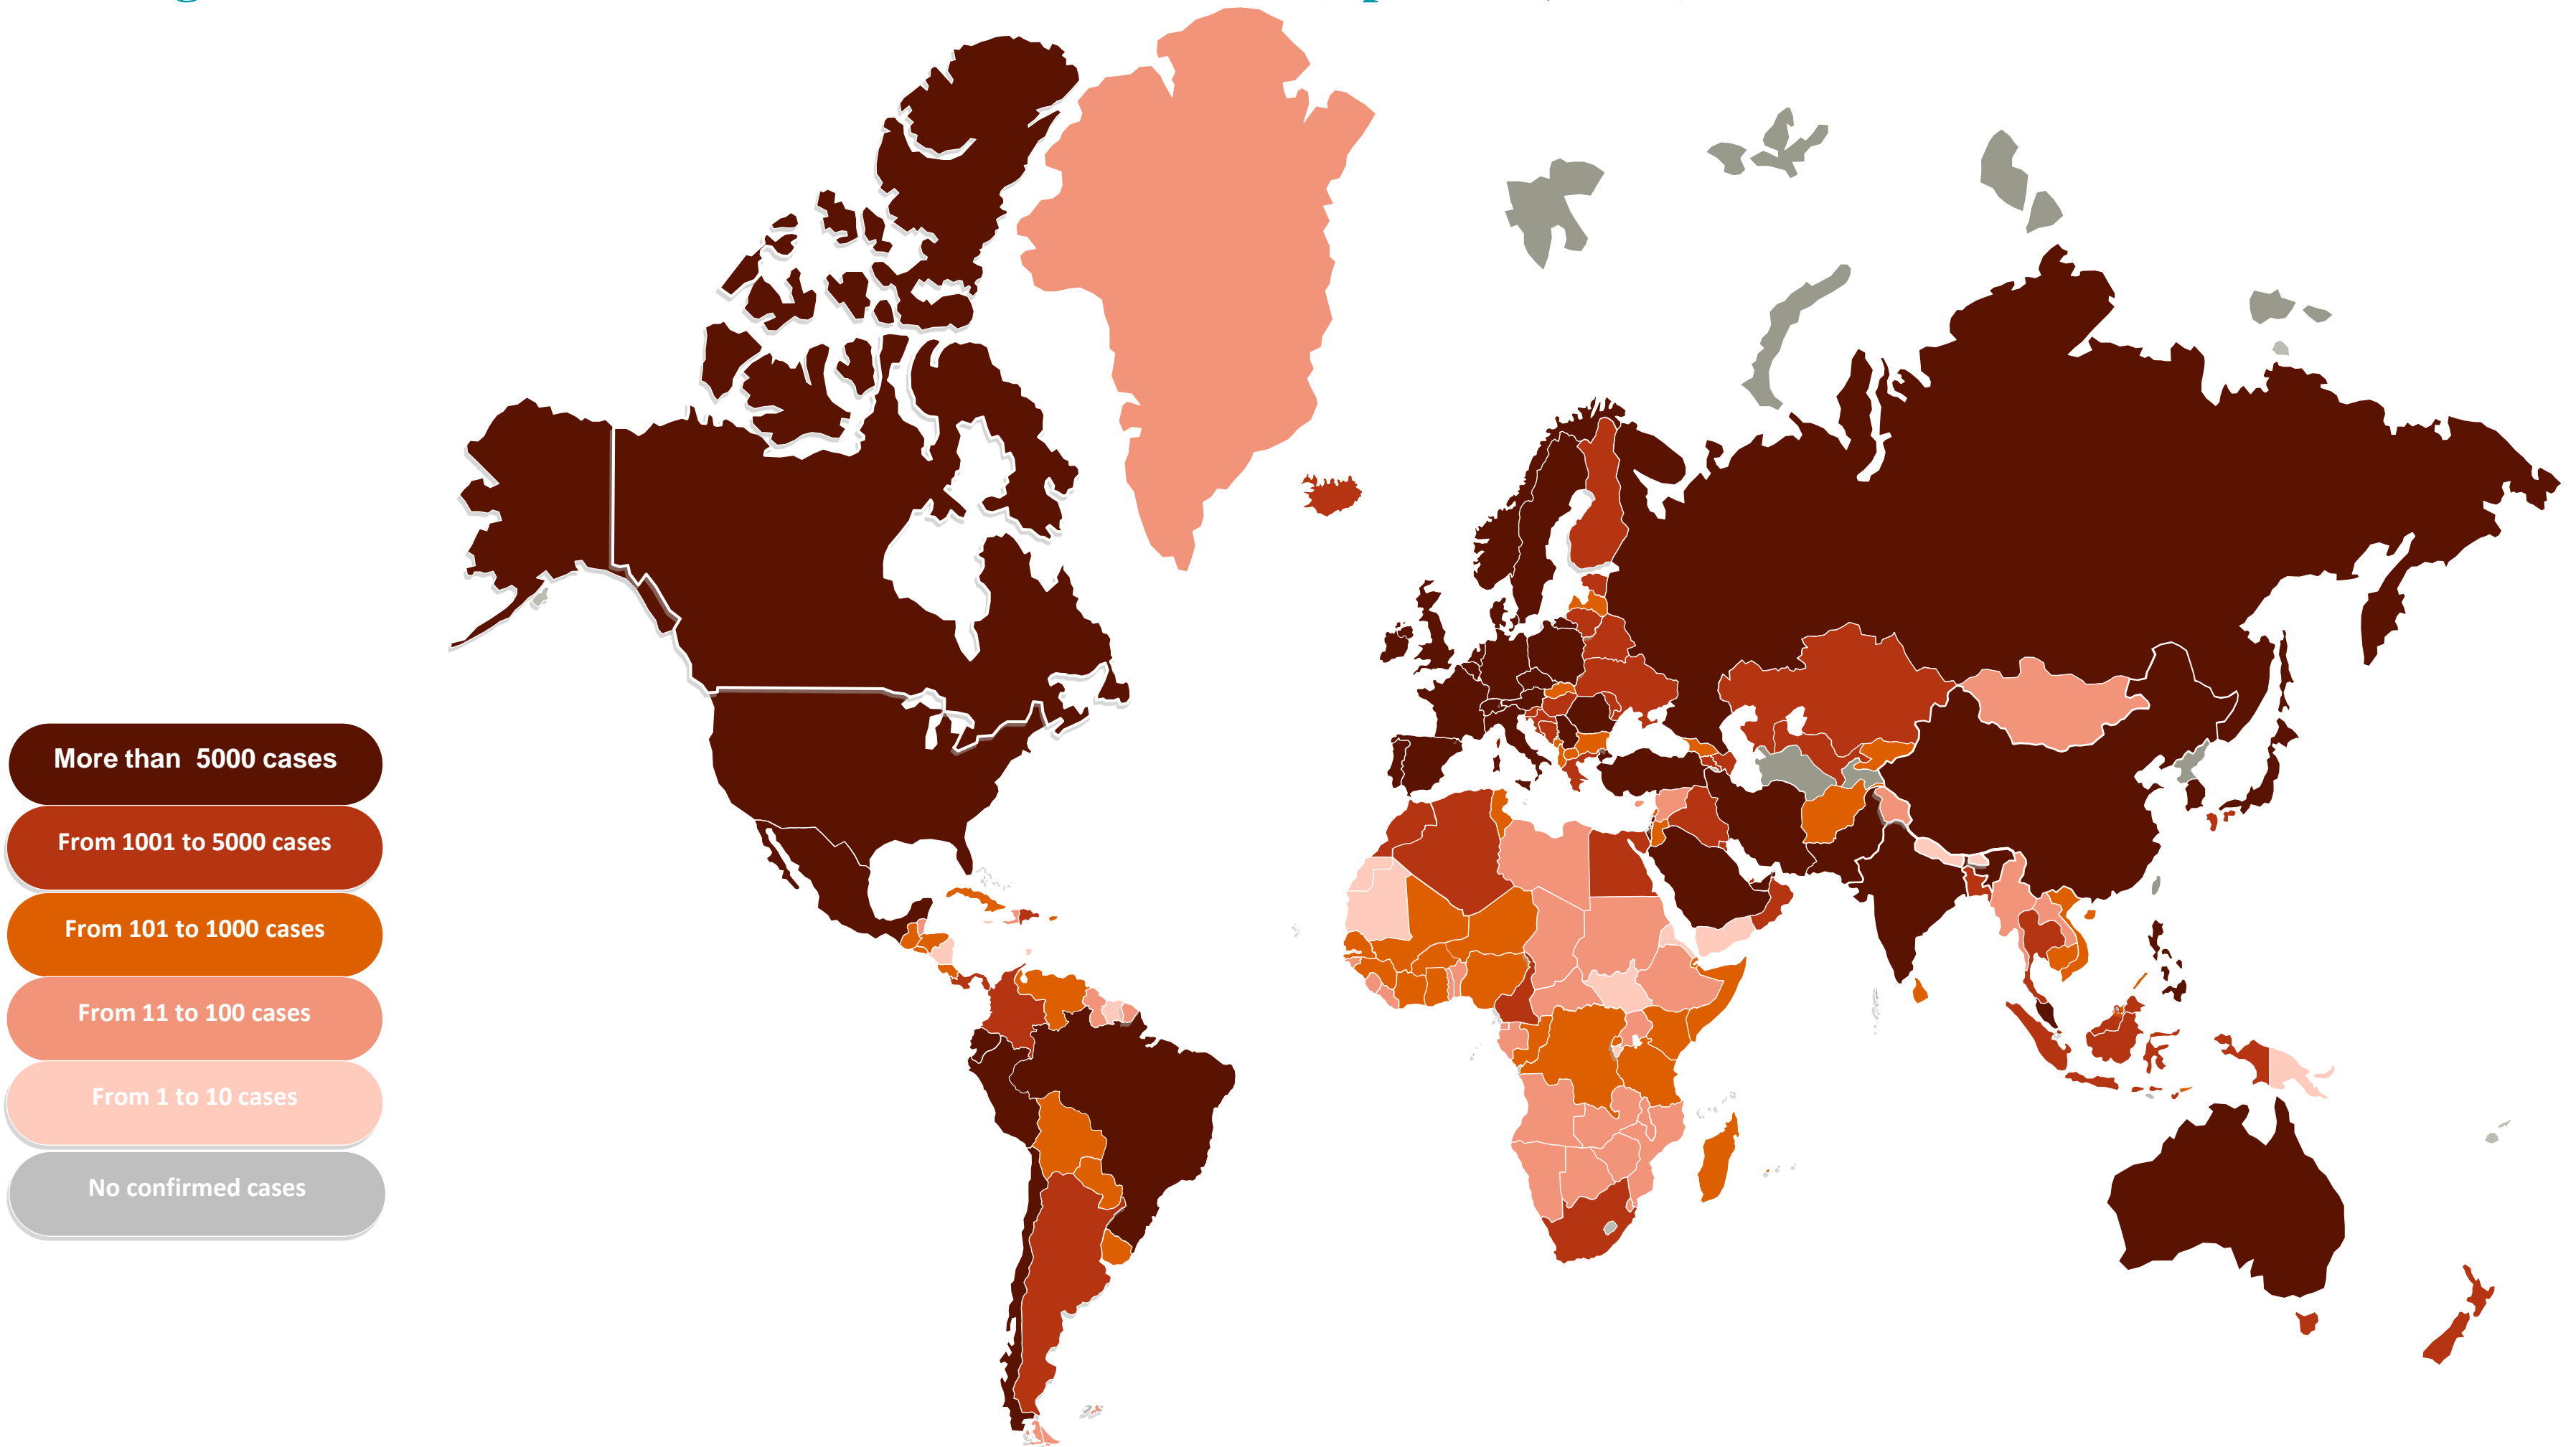 More than 5000 cases
From 1001 to 5000 cases
From 101 to 1000 cases
From 11 to 100 cases
From 1 to 10 cases
No confirmed cases